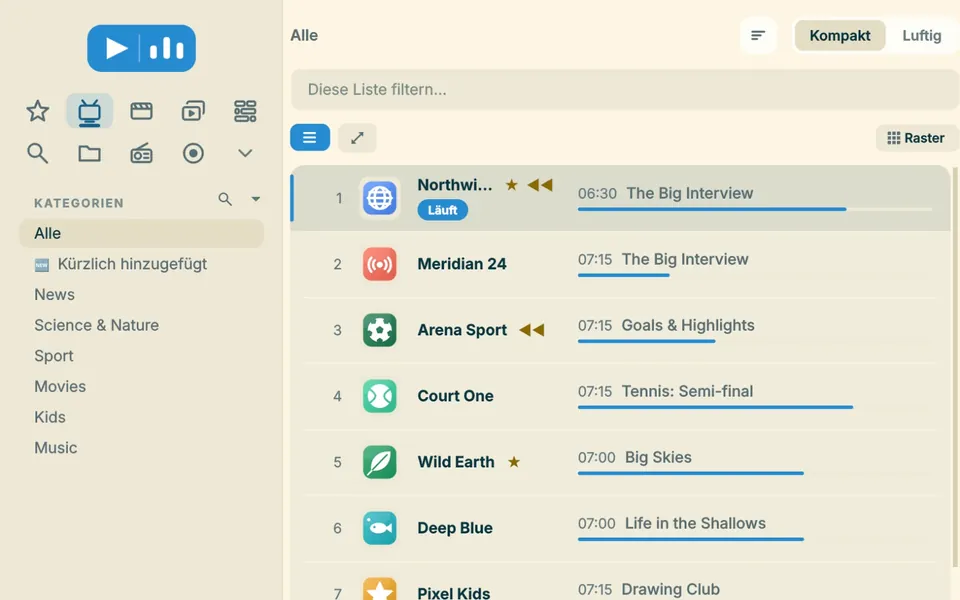 Alle
Kompakt
Luftig
Diese Liste filtern...
Raster
KATEGORIEN
Alle
NEW Kürzlich hinzugefügt
News
Science & Nature
Sport
Movies
Kids
Music
1 Northwi... 06:30 The Big Interview
Läuft
2 Meridian 24 07:15 The Big Interview
3 Arena Sport 07:15 Goals & Highlights
4 Court One 07:15 Tennis: Semi-final
5 Wild Earth 07:00 Big Skies
6 Deep Blue 07:00 Life in the Shallows
7 Pixel Kids 07:15 Drawing Club